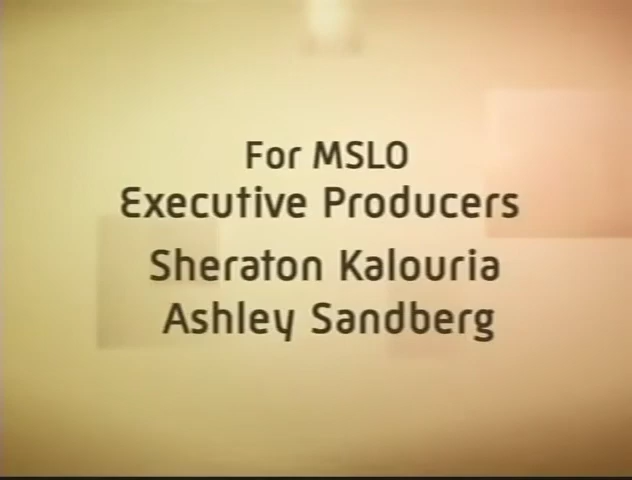 For MSLO
Executive Producers
Sheraton Kalouria
Ashley Sandberg